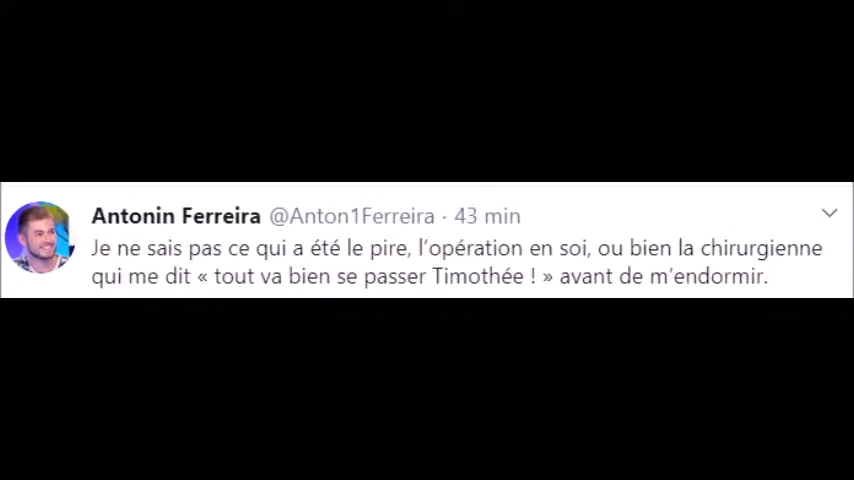 Antonin Ferreira @Anton1Ferreira · 43 min
Je ne sais pas ce qui a été le pire, l’opération en soi, ou bien la chirurgienne
qui me dit « tout va bien se passer Timothée ! » avant de m’endormir.